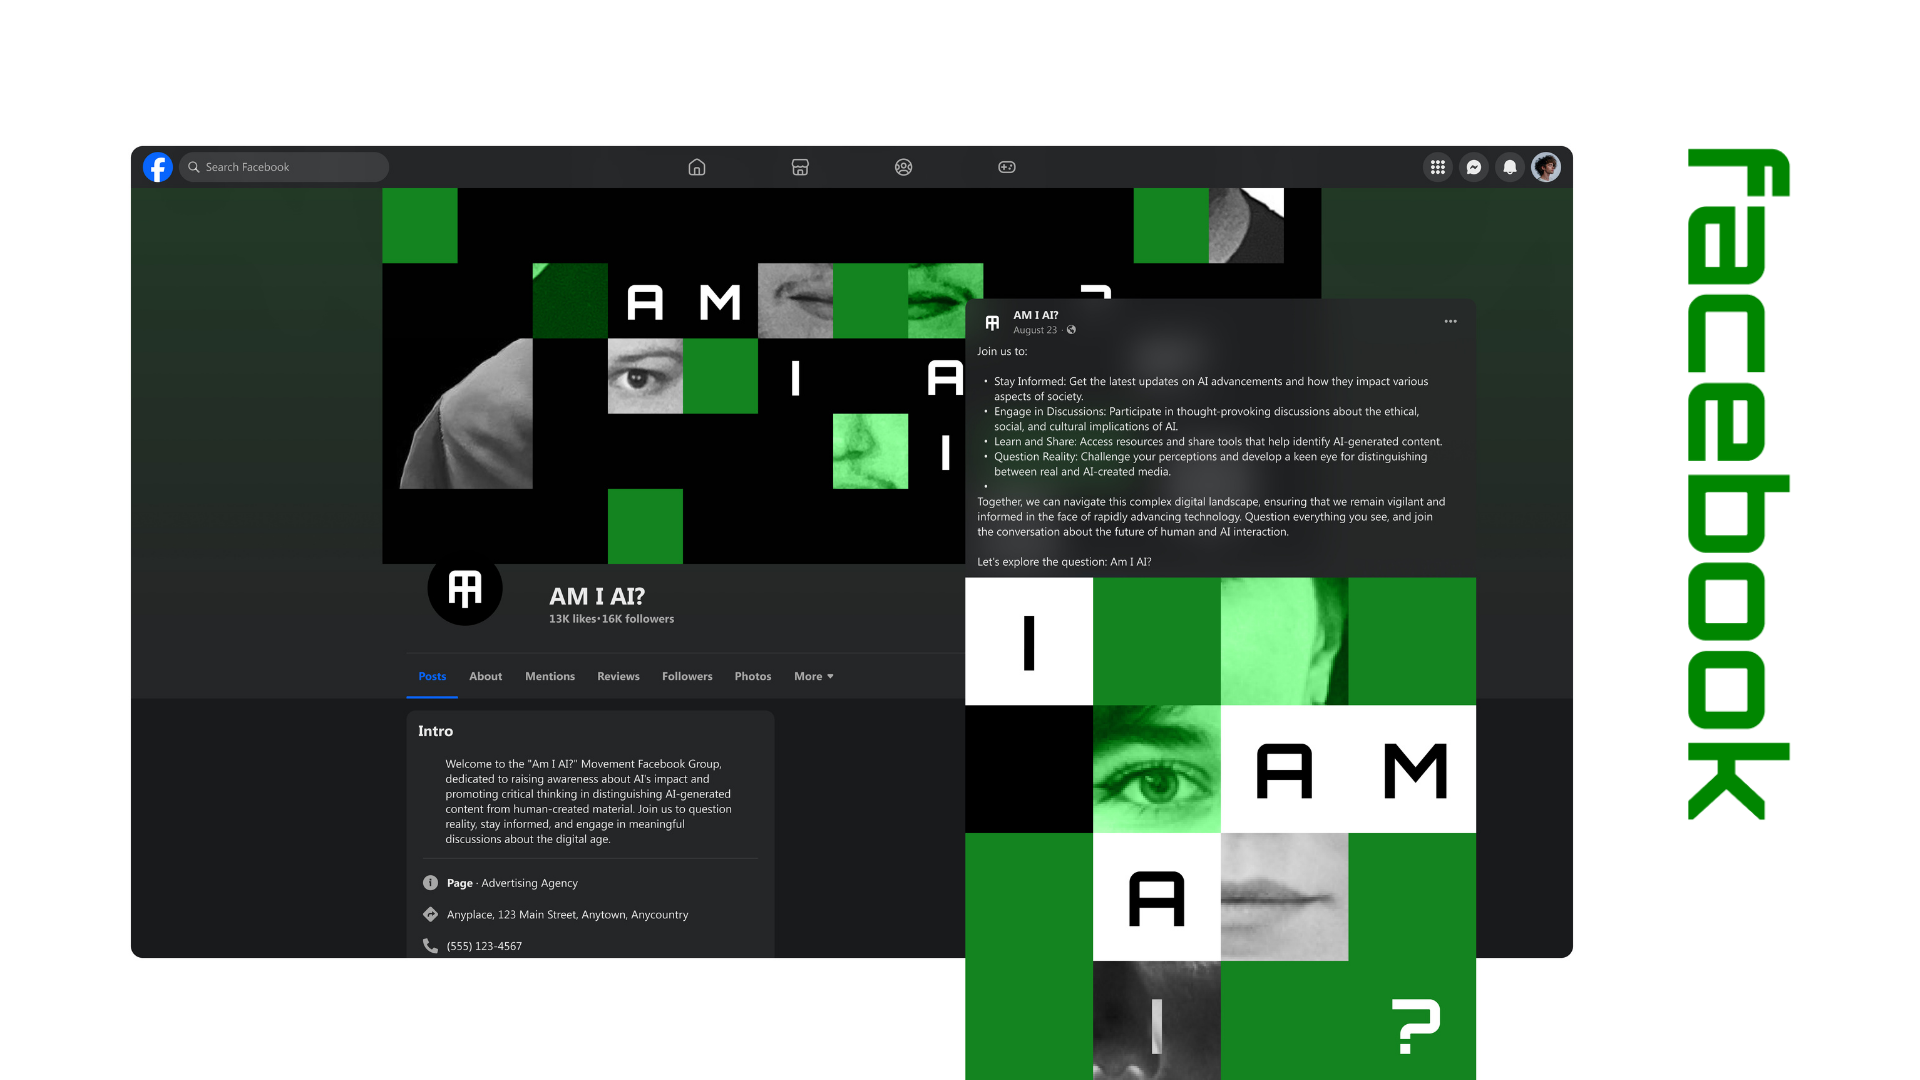 Search Facebook
A M ?
I A
I
AM I AI?
13K likes•16K followers
Posts About Mentions Reviews Followers Photos More
Intro
Welcome to the "Am I AI?" Movement Facebook Group,
dedicated to raising awareness about AI's impact and
promoting critical thinking in distinguishing AI-generated
content from human-created material. Join us to question
reality, stay informed, and engage in meaningful
discussions about the digital age.
Page · Advertising Agency
Anyplace, 123 Main Street, Anytown, Anycountry
(555) 123-4567
AM I AI?
August 23 ·
Join us to:
• Stay Informed: Get the latest updates on AI advancements and how they impact various
aspects of society.
• Engage in Discussions: Participate in thought-provoking discussions about the ethical,
social, and cultural implications of AI.
• Learn and Share: Access resources and share tools that help identify AI-generated content.
• Question Reality: Challenge your perceptions and develop a keen eye for distinguishing
between real and AI-created media.
•
Together, we can navigate this complex digital landscape, ensuring that we remain vigilant and
informed in the face of rapidly advancing technology. Question everything you see, and join
the conversation about the future of human and AI interaction.
Let's explore the question: Am I AI?
I
A M
A
I ?
facebook